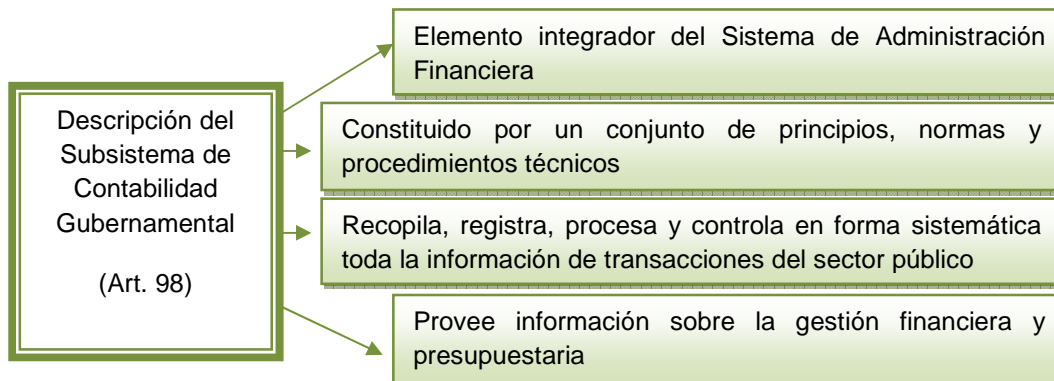 Descripción del
Subsistema de
Contabilidad
Gubernamental
(Art. 98)
Elemento integrador del Sistema de Administración
Financiera
Constituido por un conjunto de principios, normas y
procedimientos técnicos
Recopila, registra, procesa y controla en forma sistemática
toda la información de transacciones del sector público
Provee información sobre la gestión financiera y
presupuestaria